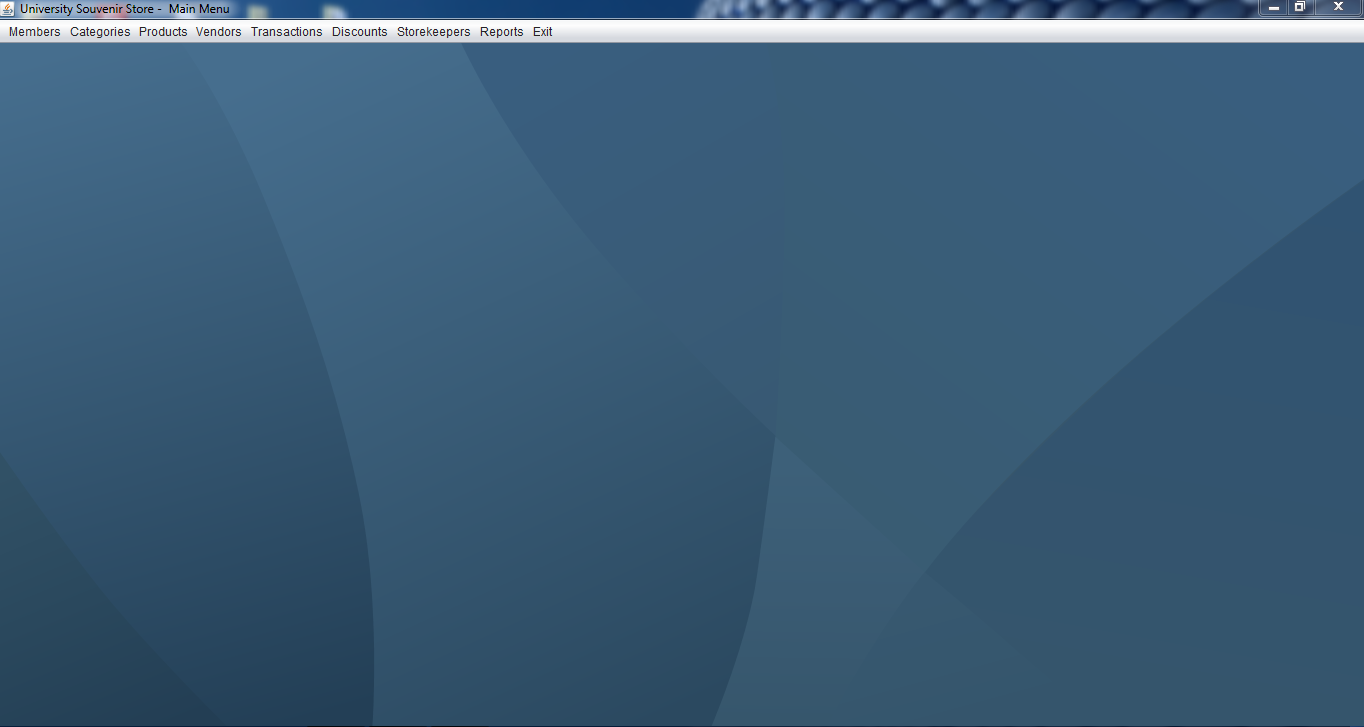 University Souvenir Store -  Main Menu
Members Categories Products Vendors Transactions Discounts Storekeepers Reports Exit